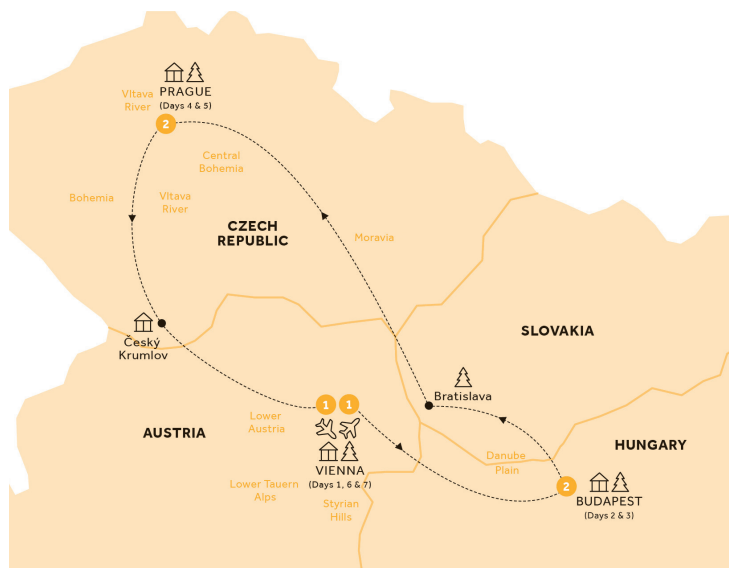 PRAGUE
(Days 4 & 5)
Vltava
River
2
Central
Bohemia
Bohemia
Vltava
River
CZECH
REPUBLIC
Moravia
SLOVAKIA
Český
Krumlov
Bratislava
1
1
Lower
Austria
AUSTRIA
VIENNA
(Days 1, 6 & 7)
Lower Tauern
Alps
Styrian
Hills
Danube
Plain
HUNGARY
2
BUDAPEST
(Days 2 & 3)